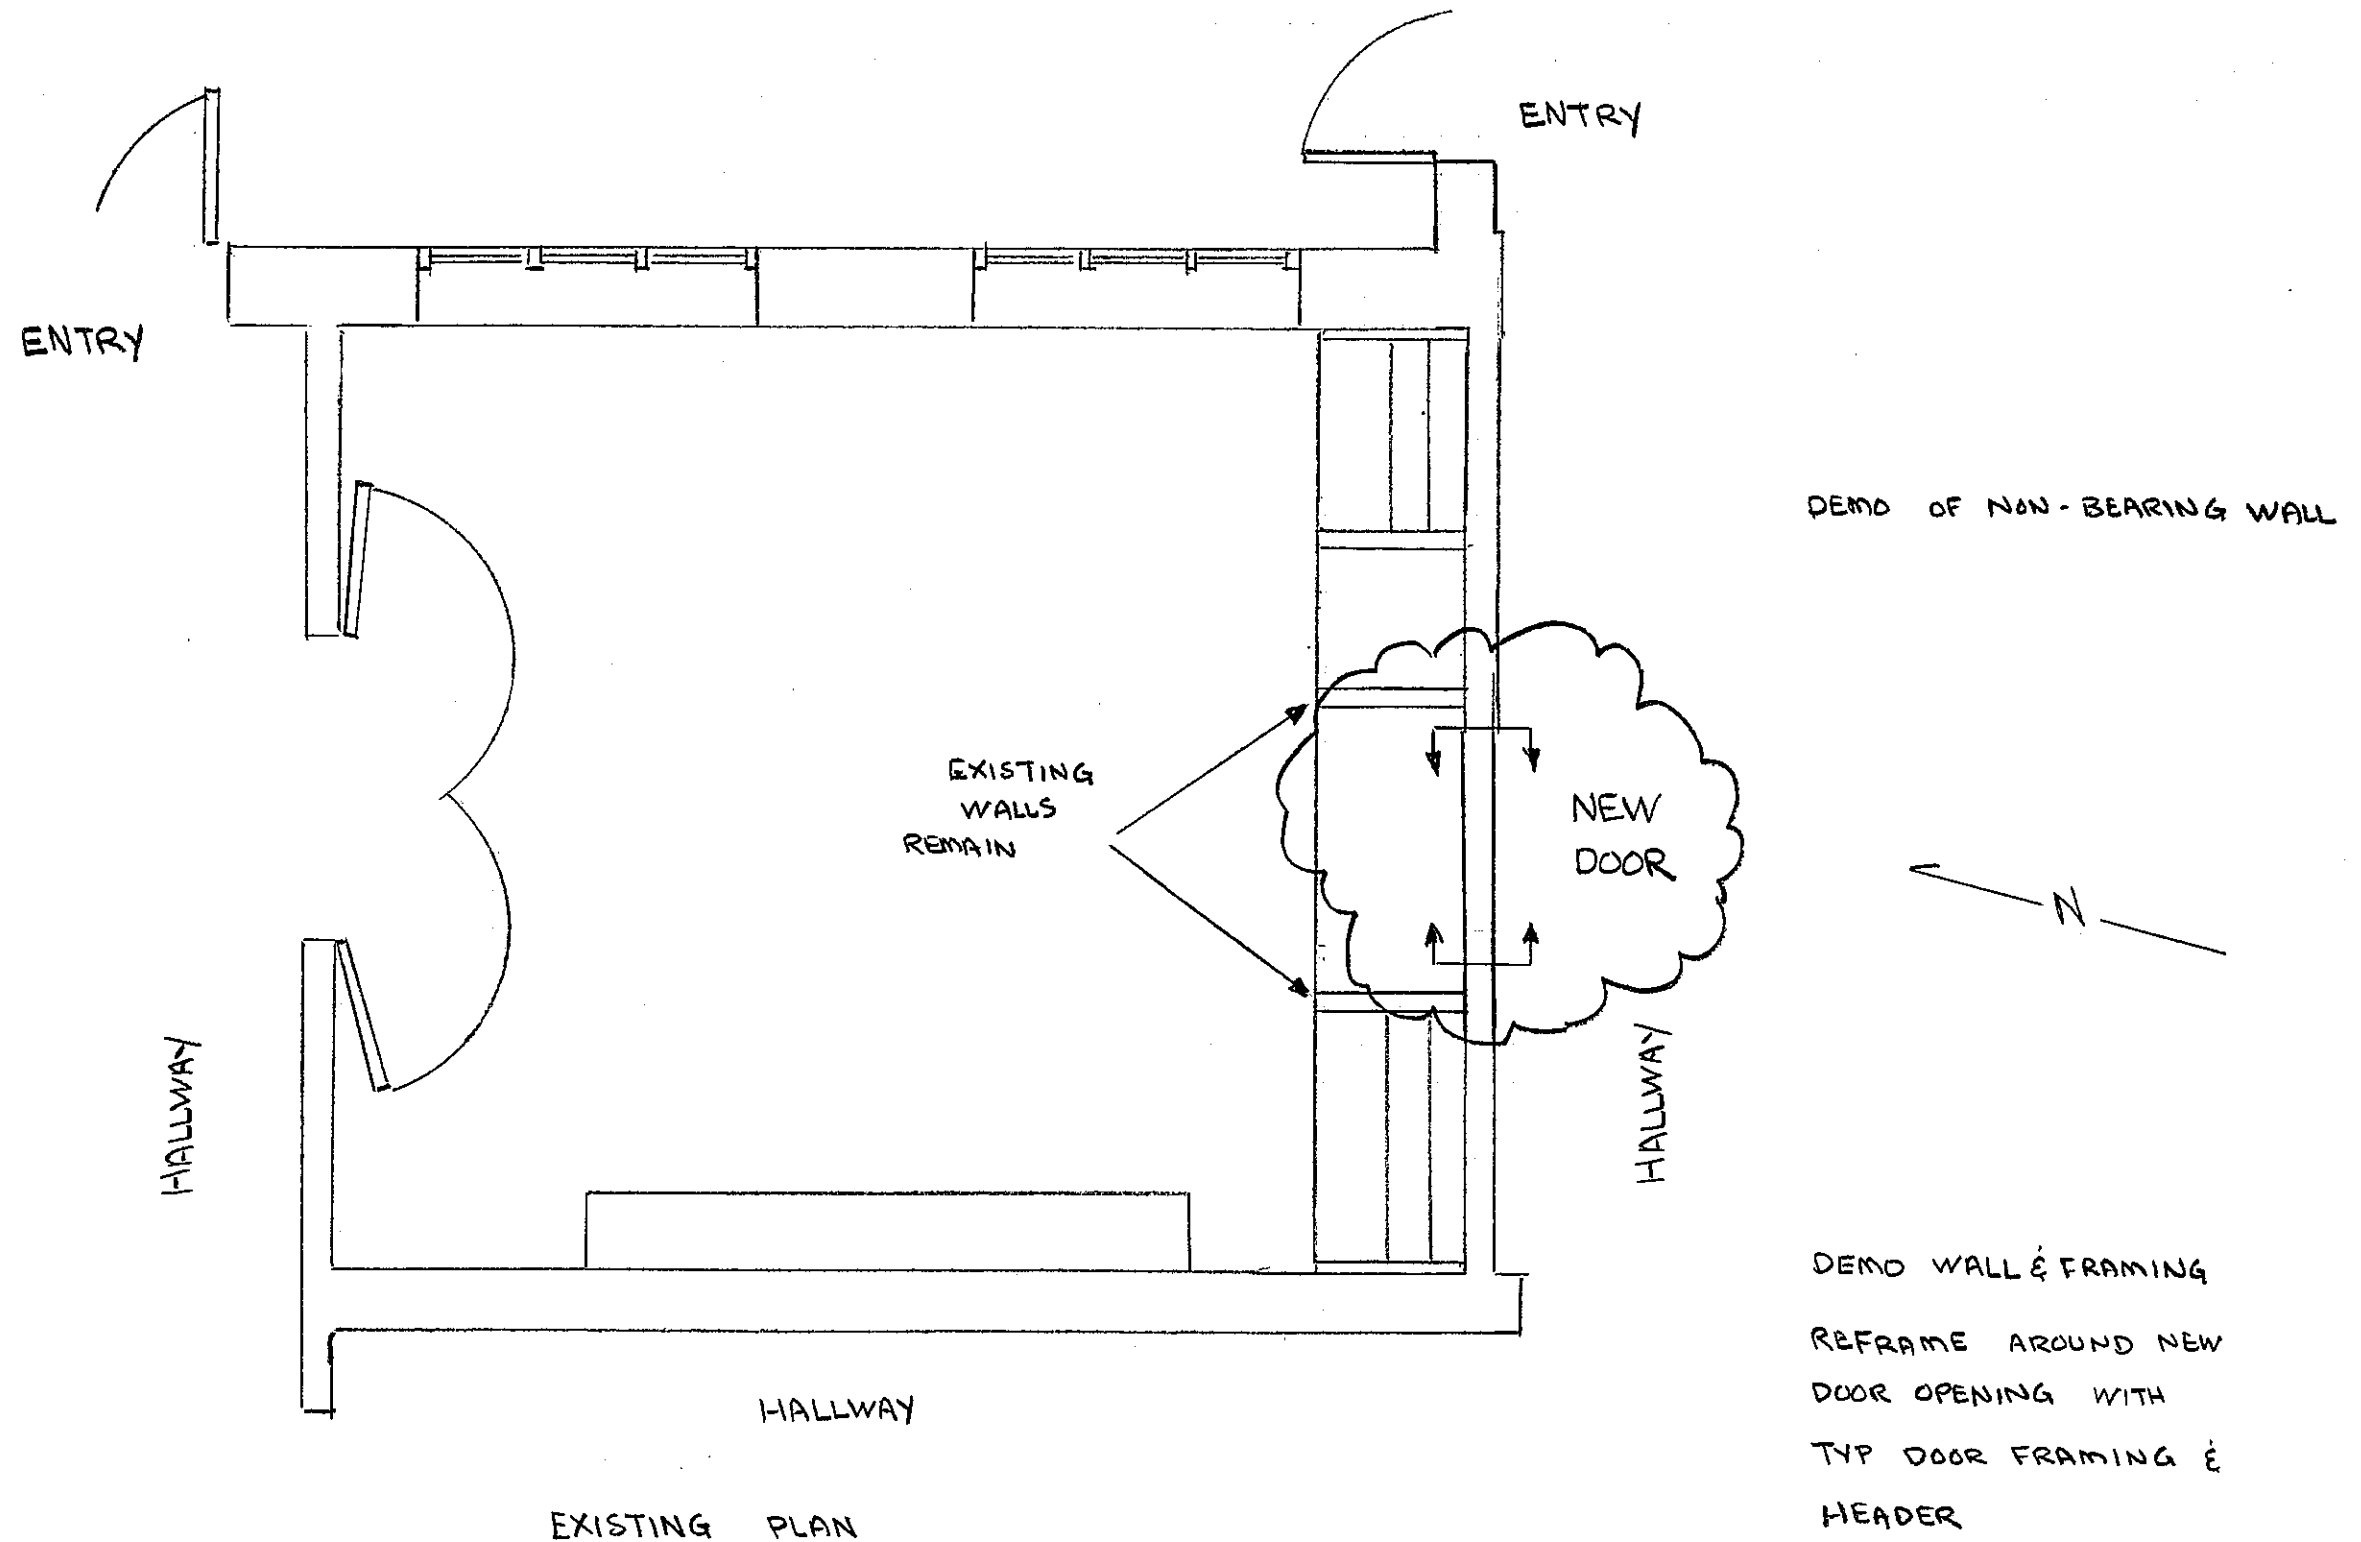 ENTRY
ENTRY
DEMO OF NON-BEARING WALL
EXISTING
WALLS
REMAIN
NEW
DOOR
N
HALLWAY
HALLWAY
DEMO WALL & FRAMING
REFRAME AROUND NEW
DOOR OPENING WITH
TYP DOOR FRAMING &
HEADER
HALLWAY
EXISTING PLAN